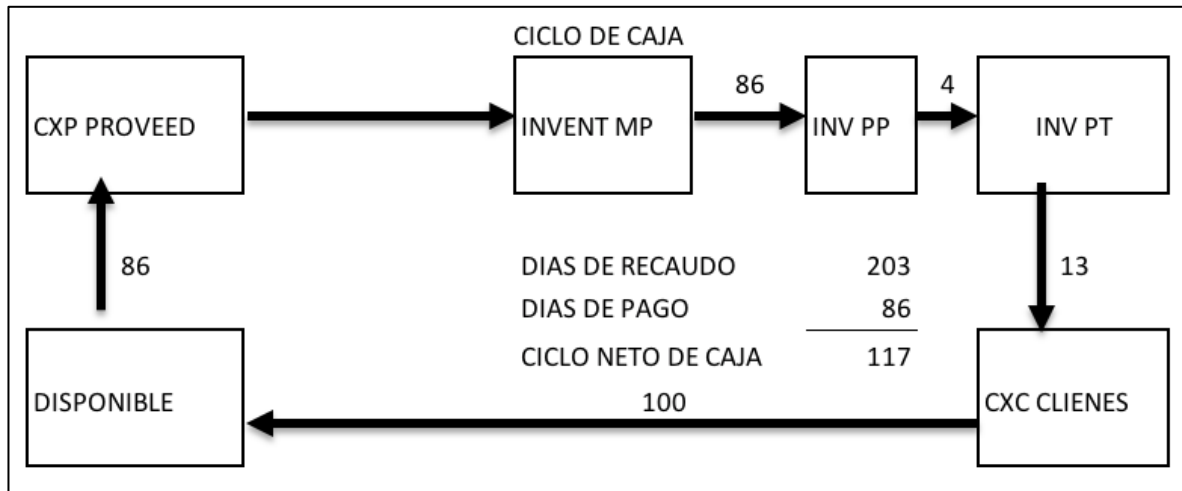 CICLO DE CAJA
CXP PROVEED
INVENT MP
86
INV PP
4
INV PT
86
DIAS DE RECAUDO 203
DIAS DE PAGO 86
CICLO NETO DE CAJA 117
13
DISPONIBLE
100
CXC CLIENES